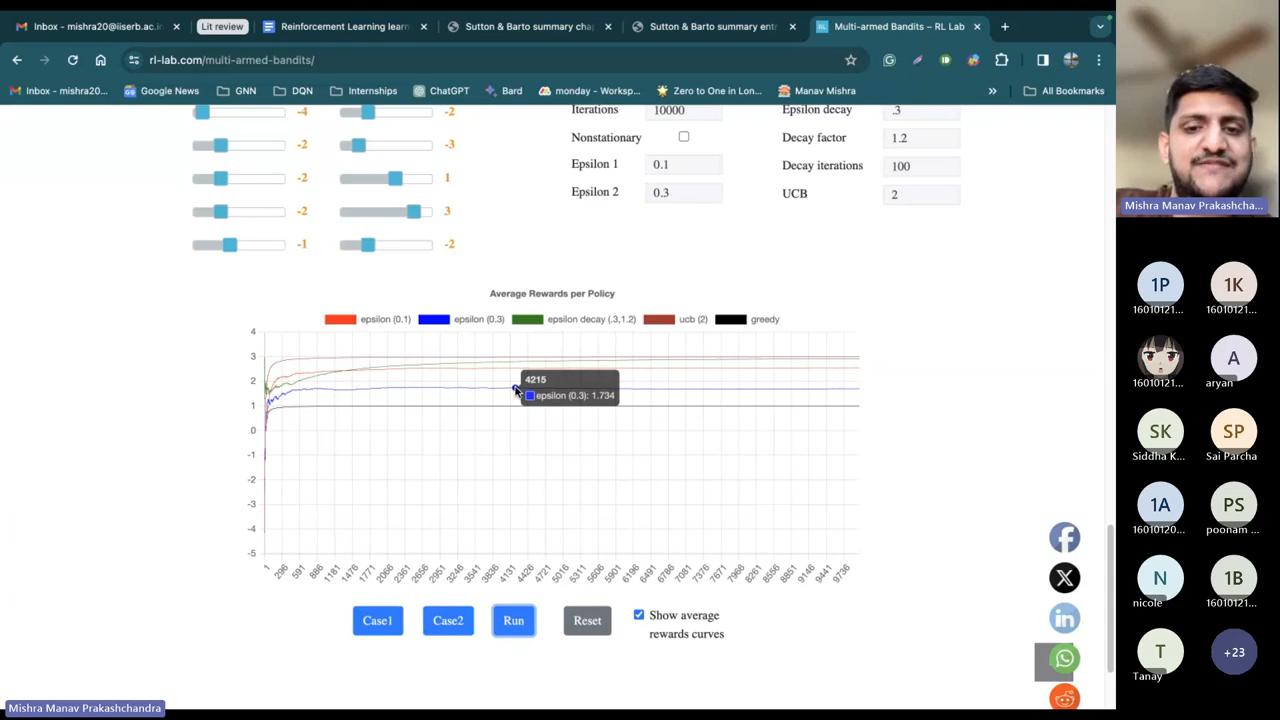 Inbox - mishra20@iiserb.ac.in
Lit review
Reinforcement Learning learn
Sutton & Barto summary cha
Sutton & Barto summary entr
Multi-armed Bandits – RL Lab
rl-lab.com/multi-armed-bandits/
Inbox - mishra20...
Google News
GNN
DQN
Internships
ChatGPT
Bard
monday - Worksp...
Zero to One in Lon...
Manav Mishra
All Bookmarks
-4
-2
-2
-3
-2
1
-2
3
-1
-2
Iterations 10000
Nonstationary
Epsilon 1 0.1
Epsilon 2 0.3
Epsilon decay .3
Decay factor 1.2
Decay iterations 100
UCB 2
Average Rewards per Policy
epsilon (0.1) epsilon (0.3) epsilon decay (.3,1.2) ucb (2) greedy
4
3
2
1
0
-1
-2
-3
-4
-5
4215
epsilon (0.3): 1.734
1 296 591 886 1181 1476 1771 2066 2361 2656 2951 3246 3541 3836 4131 4426 4721 5016 5311 5606 5901 6196 6491 6786 7081 7376 7671 7966 8261 8556 8851 9146 9441 9736
Case1
Case2
Run
Reset
Show average
rewards curves
Mishra Manav Prakashcha...
1P
16010121...
1K
16010121...
16010121...
A
aryan
SK
Siddha K...
SP
Sai Parcha
1A
16010120...
PS
poonam ...
N
nicole
1B
16010121...
T
Tanay
+23
Mishra Manav Prakashchandra